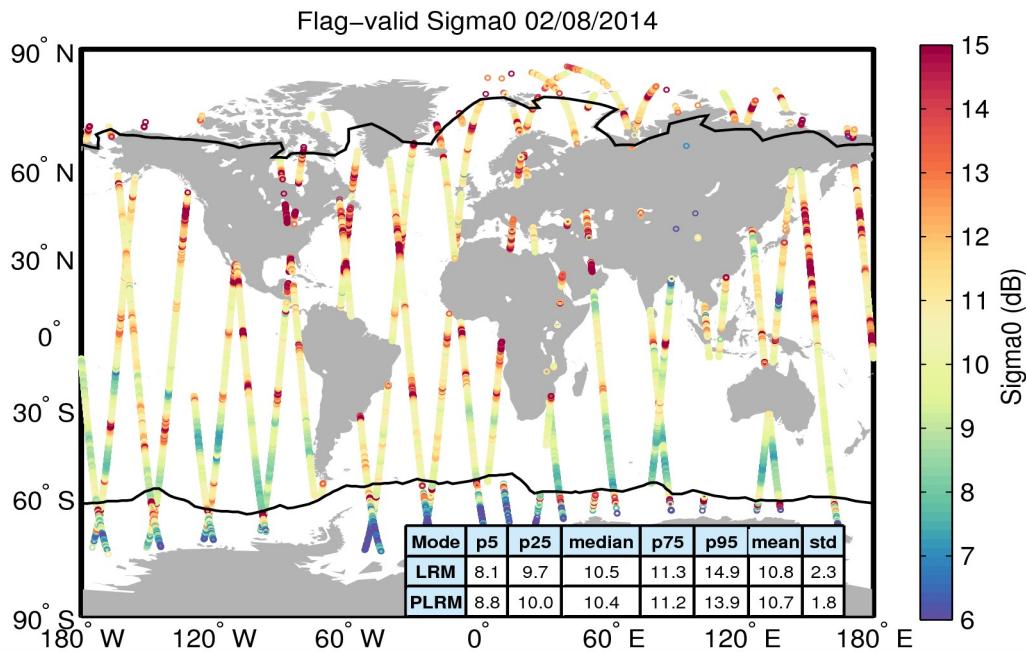 Flag−valid Sigma0 02/08/2014
90° N
60° N
30° N
0°
30° S
60° S
90° S
180° W
120° W
60° W
0°
60° E
120° E
180° E
15
14
13
12
11
10
9
8
7
6
Sigma0 (dB)
Mode p5 p25 median p75 p95 mean std
LRM 8.1 9.7 10.5 11.3 14.9 10.8 2.3
PLRM 8.8 10.0 10.4 11.2 13.9 10.7 1.8